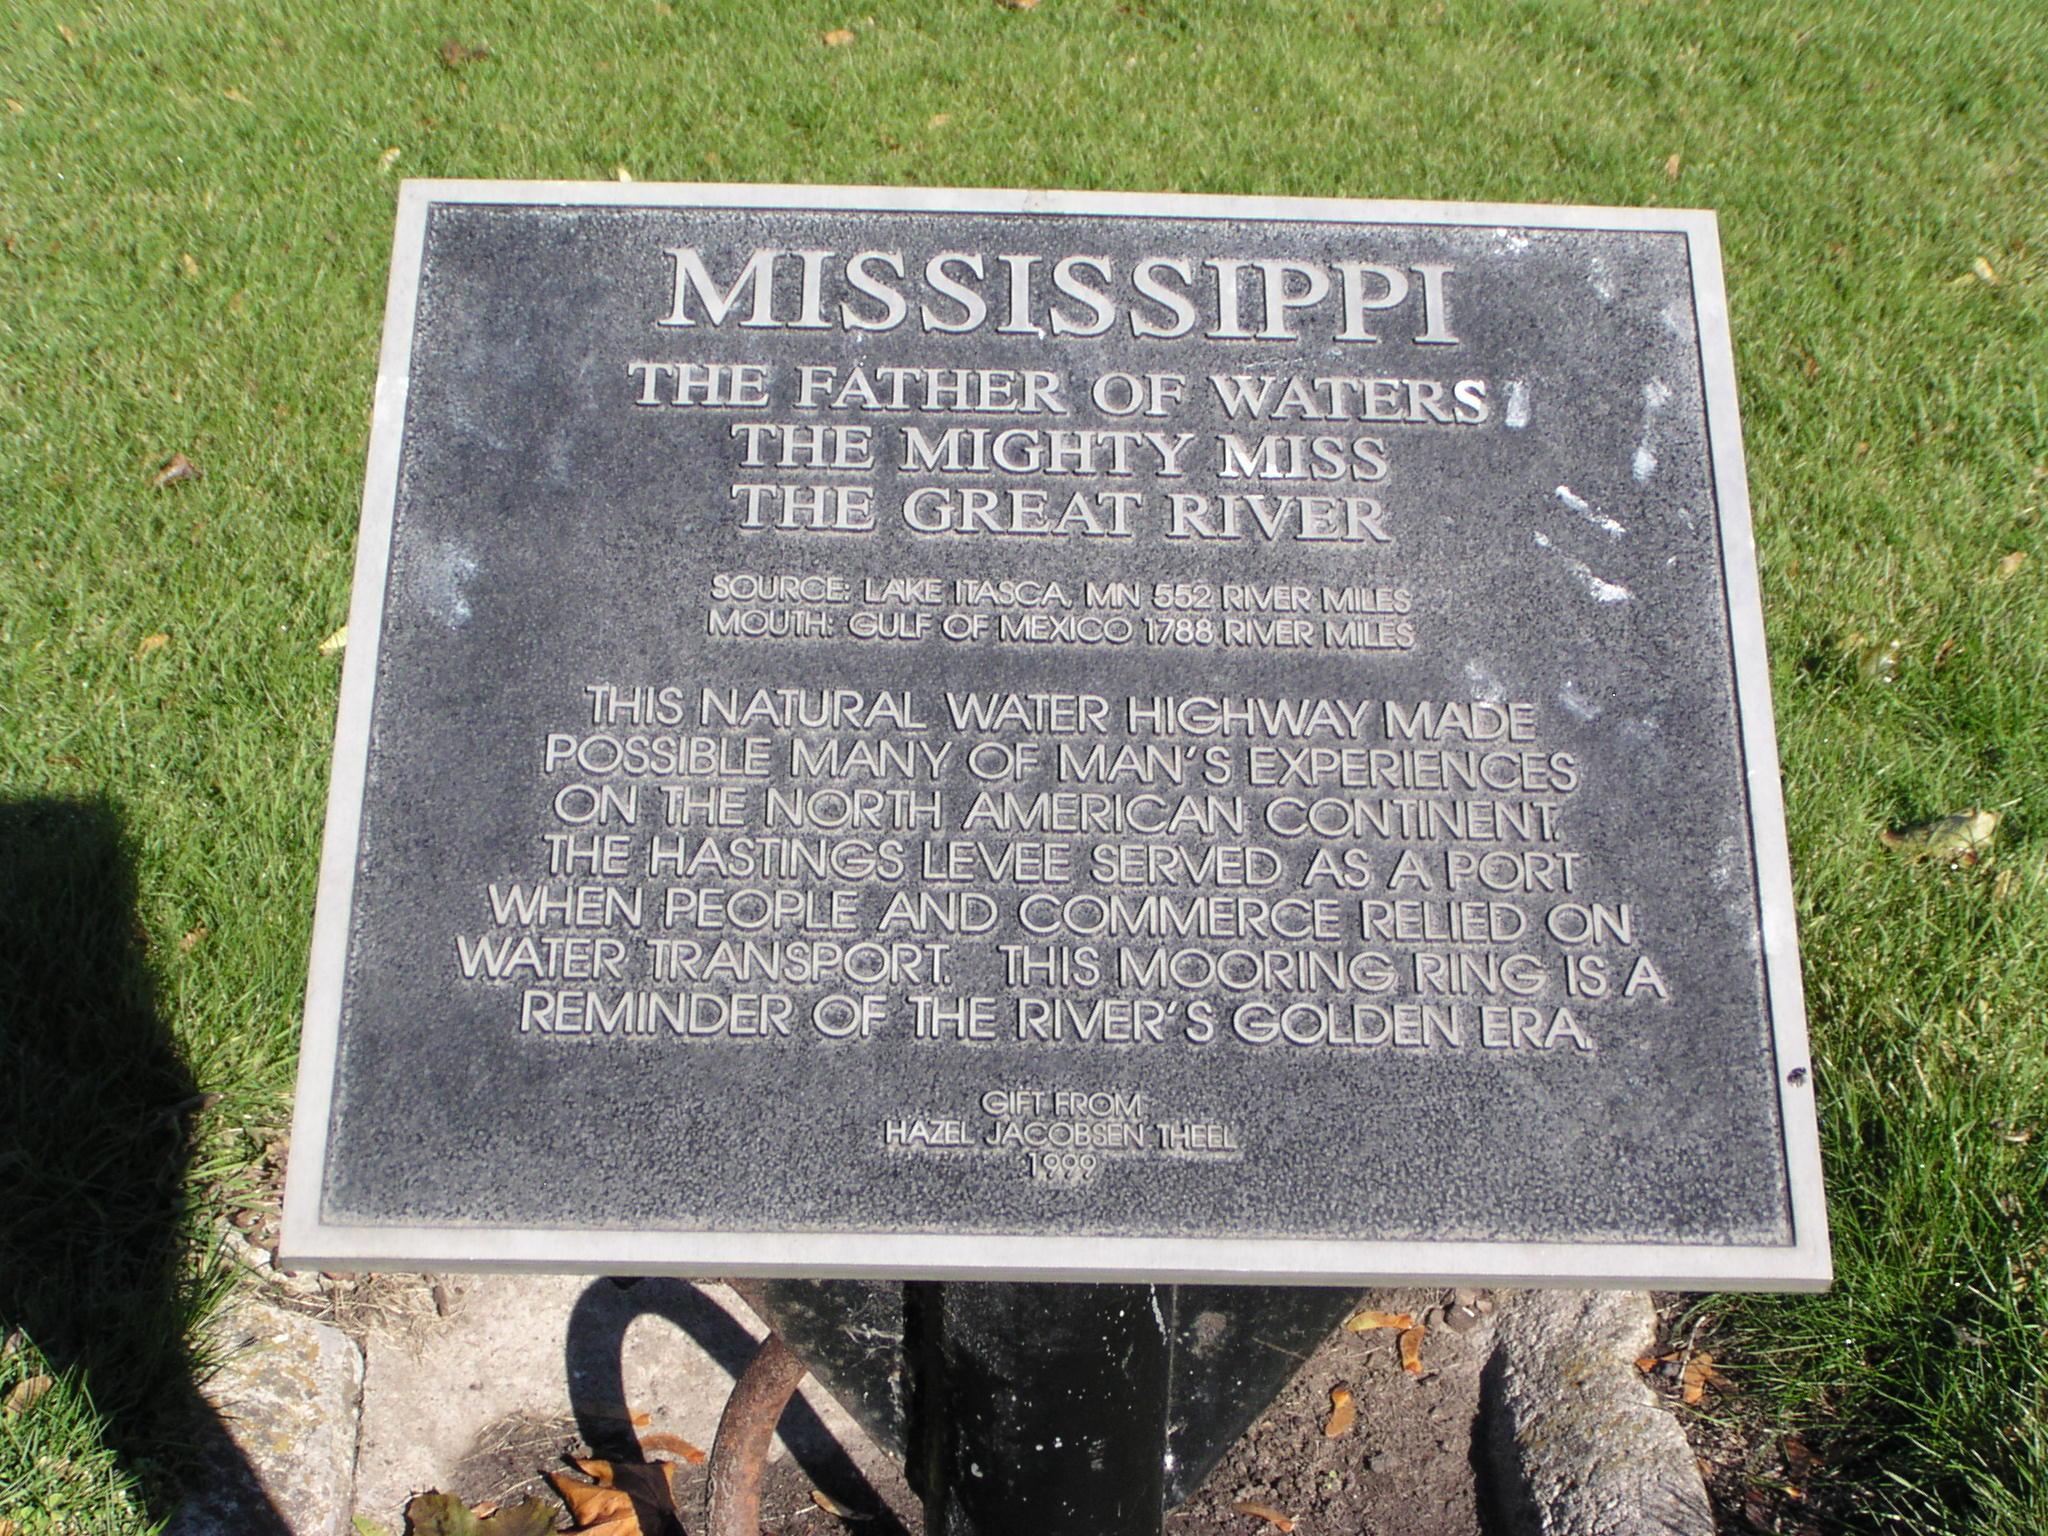 MISSISSIPPI
THE FATHER OF WATERS
THE MIGHTY MISS
THE GREAT RIVER
SOURCE: LAKE ITASCA, MN 552 RIVER MILES
MOUTH: GULF OF MEXICO 1788 RIVER MILES
THIS NATURAL WATER HIGHWAY MADE
POSSIBLE MANY OF MAN'S EXPERIENCES
ON THE NORTH AMERICAN CONTINENT.
THE HASTINGS LEVEE SERVED AS A PORT
WHEN PEOPLE AND COMMERCE RELIED ON
WATER TRANSPORT. THIS MOORING RING IS A
REMINDER OF THE RIVER'S GOLDEN ERA.
GIFT FROM
HAZEL JACOBSEN THEEL
1999